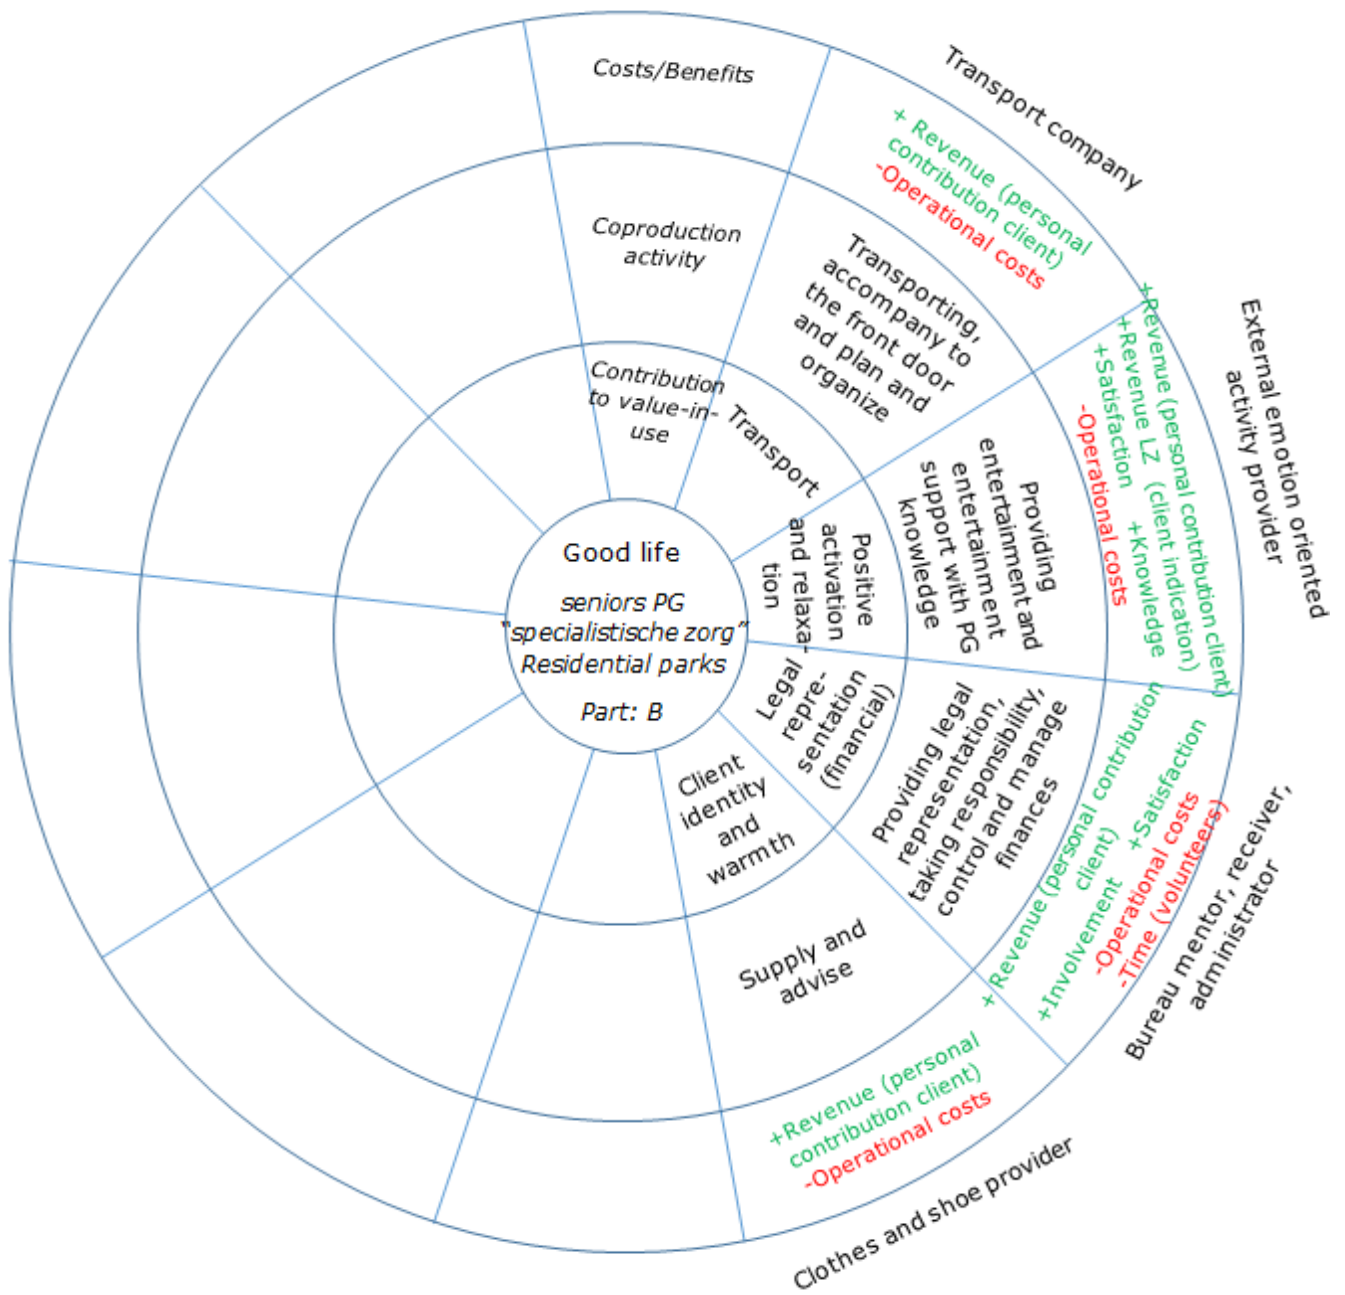 Costs/Benefits
Coproduction
activity
Contribution
to value-in-
use
Good life
seniors PG
“specialistische zorg”
Residential parks
Part: B
Transport company
+ Revenue (personal
contribution client)
-Operational costs
Transporting,
accompany to
the front door
and plan and
organize
Transport
External emotion oriented
activity provider
+Revenue (personal contribution client)
+Revenue LZ (client indication)
+Satisfaction +Knowledge
-Operational costs
Providing
entertainment and
entertainment
support with PG
knowledge
Positive
activation
and relaxa-
tion
Bureau mentor, receiver,
administrator
+ Revenue (personal contribution
client)
+Involvement +Satisfaction
-Operational costs
-Time (volunteers)
Providing legal
representation,
taking responsibility,
control and manage
finances
Legal
repre-
sentation
(financial)
Clothes and shoe provider
+Revenue (personal
contribution client)
-Operational costs
Supply and
advise
Client
identity
and
warmth